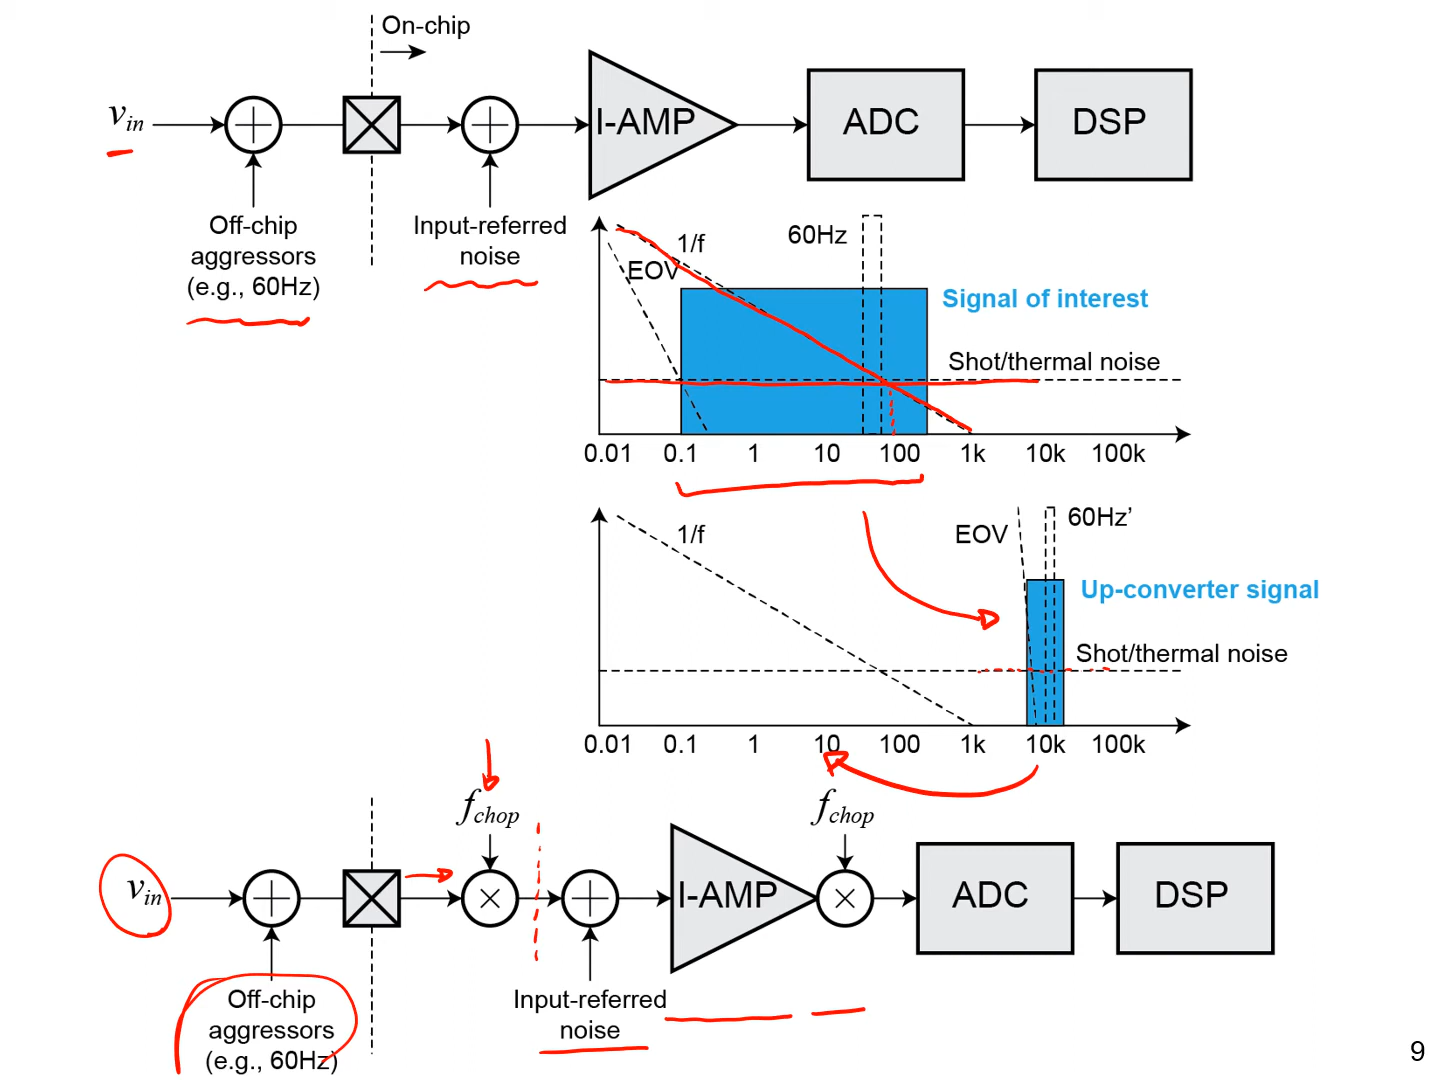 On-chip
v_in
I-AMP
ADC
DSP
Off-chip
aggressors
(e.g., 60Hz)
Input-referred
noise
1/f
EOV
60Hz
Signal of interest
Shot/thermal noise
0.01 0.1 1 10 100 1k 10k 100k
1/f
EOV
60Hz’
Up-converter signal
Shot/thermal noise
0.01 0.1 1 10 100 1k 10k 100k
f_chop
f_chop
v_in
I-AMP
ADC
DSP
Off-chip
aggressors
(e.g., 60Hz)
Input-referred
noise
9